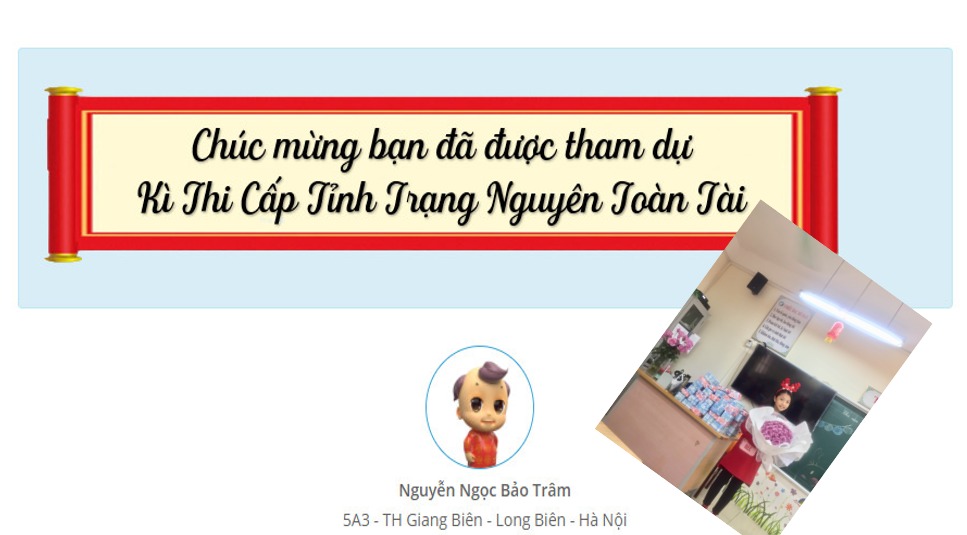 Chúc mừng bạn đã được tham dự
Kì Thi Cấp Tỉnh Trạng Nguyên Toàn Tài
Nguyễn Ngọc Bảo Trâm
5A3 - TH Giang Biên - Long Biên - Hà Nội